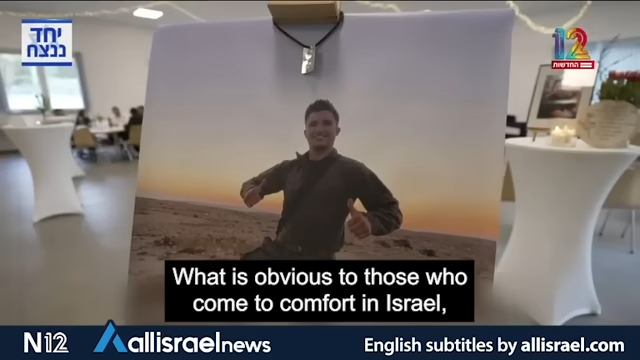 יחד
ננצח
12
החדשות
What is obvious to those who
come to comfort in Israel,
N12
allisraelnews
English subtitles by allisrael.com